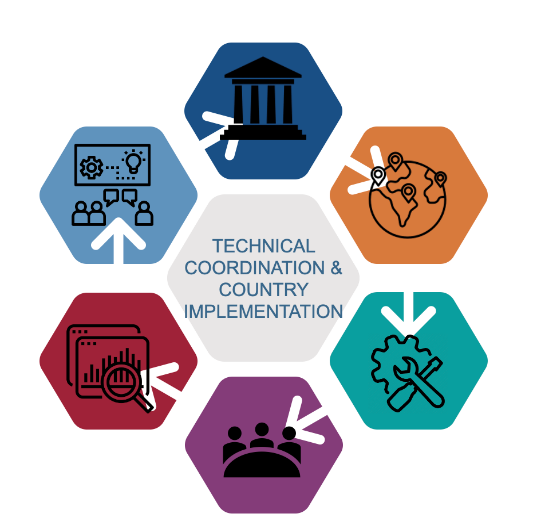 TECHNICAL
COORDINATION &
COUNTRY
IMPLEMENTATION